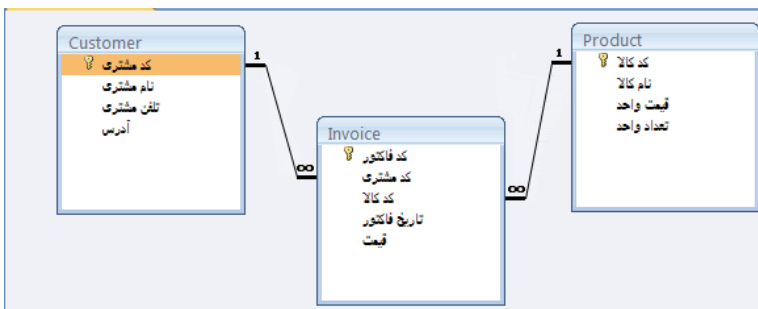 Customer
کد مشتری
نام مشتری
تلفن مشتری
آدرس
1
∞
Invoice
کد فاکتور
کد مشتری
کد کالا
تاریخ فاکتور
قیمت
1
∞
Product
کد کالا
نام کالا
قیمت واحد
تعداد واحد